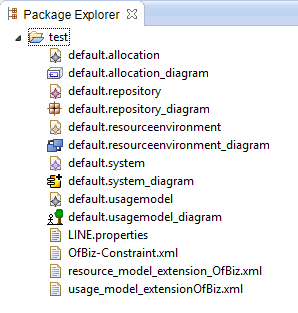 Package Explorer
test
default.allocation
default.allocation_diagram
default.repository
default.repository_diagram
default.resourceenvironment
default.resourceenvironment_diagram
default.system
default.system_diagram
default.usagemodel
default.usagemodel_diagram
LINE.properties
OfBiz-Constraint.xml
resource_model_extension_OfBiz.xml
usage_model_extensionOfBiz.xml